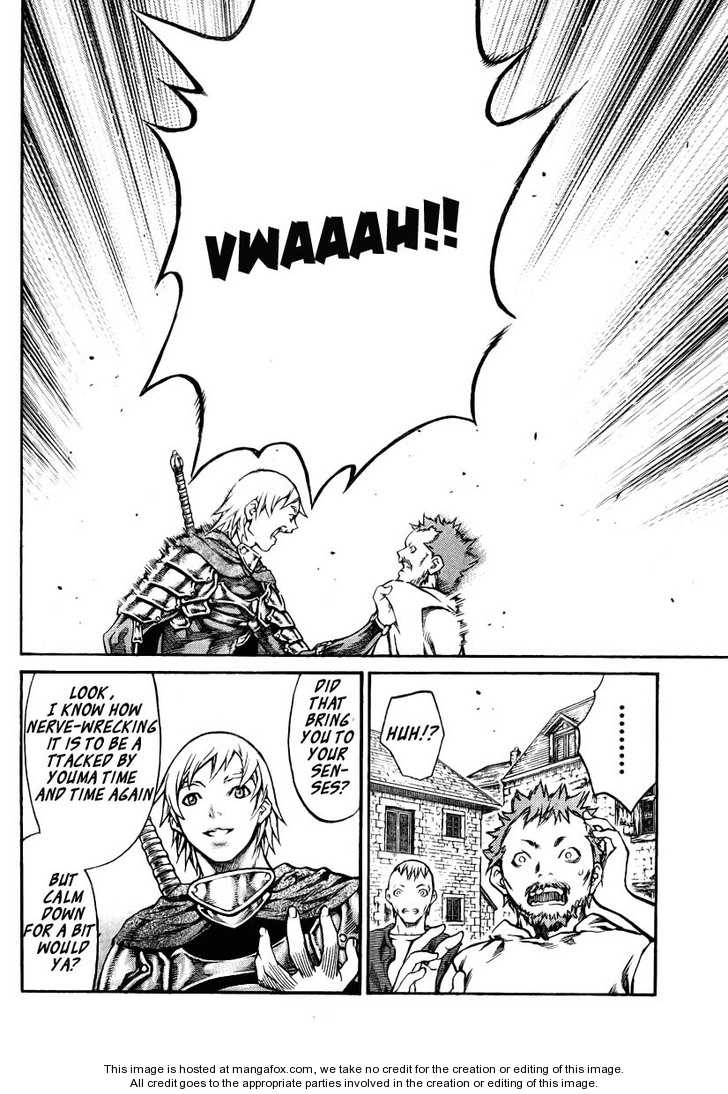 VWAAAH!!
......
HUH!?
DID
THAT
BRING
YOU TO
YOUR
SEN-
SES?
LOOK,
I KNOW HOW
NERVE-WRECKING
IT IS TO BE A
TTACKED BY
YOUMA TIME
AND TIME AGAIN
BUT
CALM
DOWN
FOR A BIT
WOULD
YA?
This image is hosted at mangafox.com, we take no credit for the creation or editing of this image.
All credit goes to the appropriate parties involved in the creation or editing of this image.